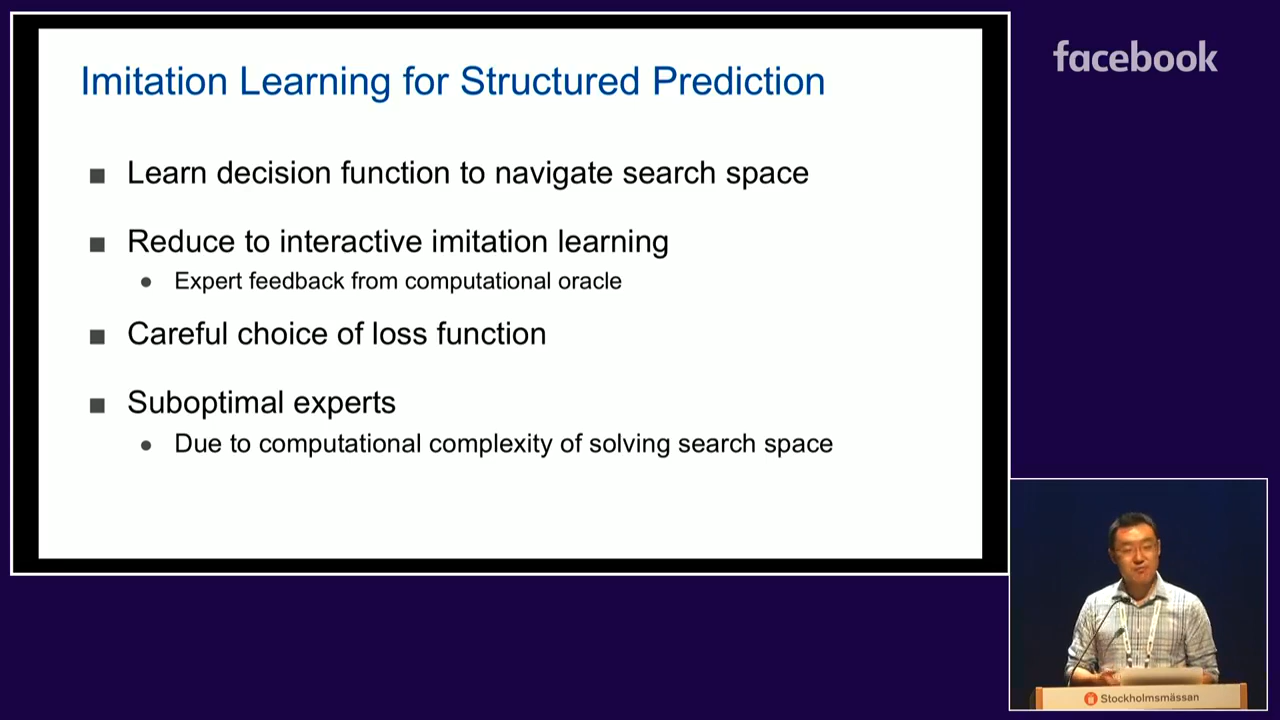 Imitation Learning for Structured Prediction
facebook
Learn decision function to navigate search space
Reduce to interactive imitation learning
Expert feedback from computational oracle
Careful choice of loss function
Suboptimal experts
Due to computational complexity of solving search space
Stockholmsmässan